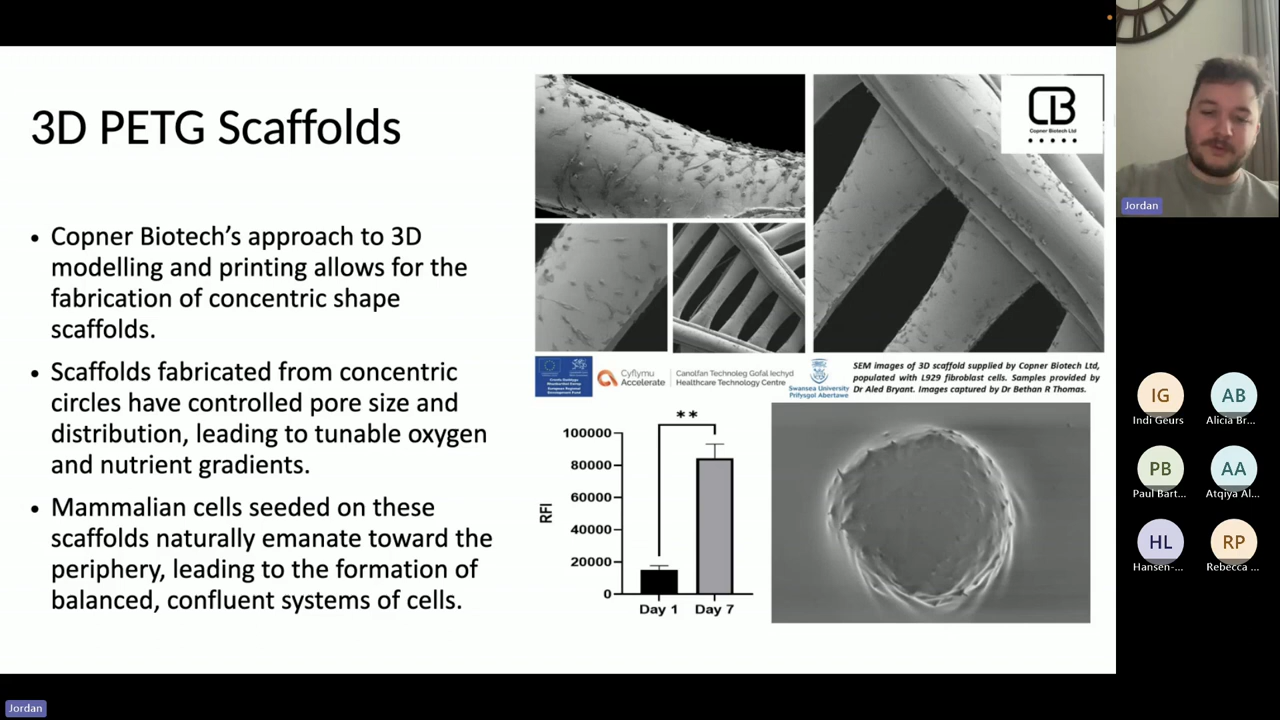 3D PETG Scaffolds
• Copner Biotech’s approach to 3D
modelling and printing allows for the
fabrication of concentric shape
scaffolds.
• Scaffolds fabricated from concentric
circles have controlled pore size and
distribution, leading to tunable oxygen
and nutrient gradients.
• Mammalian cells seeded on these
scaffolds naturally emanate toward the
periphery, leading to the formation of
balanced, confluent systems of cells.
CB
Copner Biotech Ltd
Cyflymu
Accelerate
Canolfan Technoleg Gofal Iechyd
Healthcare Technology Centre
Swansea University
Prifysgol Abertawe
SEM images of 3D scaffold supplied by Copner Biotech Ltd,
populated with L929 fibroblast cells. Samples provided by
Dr Aled Bryant. Images captured by Dr Bethan R Thomas.
**
RFI
100000
80000
60000
40000
20000
0
Day 1
Day 7
Jordan
IG
Indi Geurs
AB
Alicia Br...
PB
Paul Bart...
AA
Atqiya Al...
HL
Hansen-...
RP
Rebecca ...
Jordan